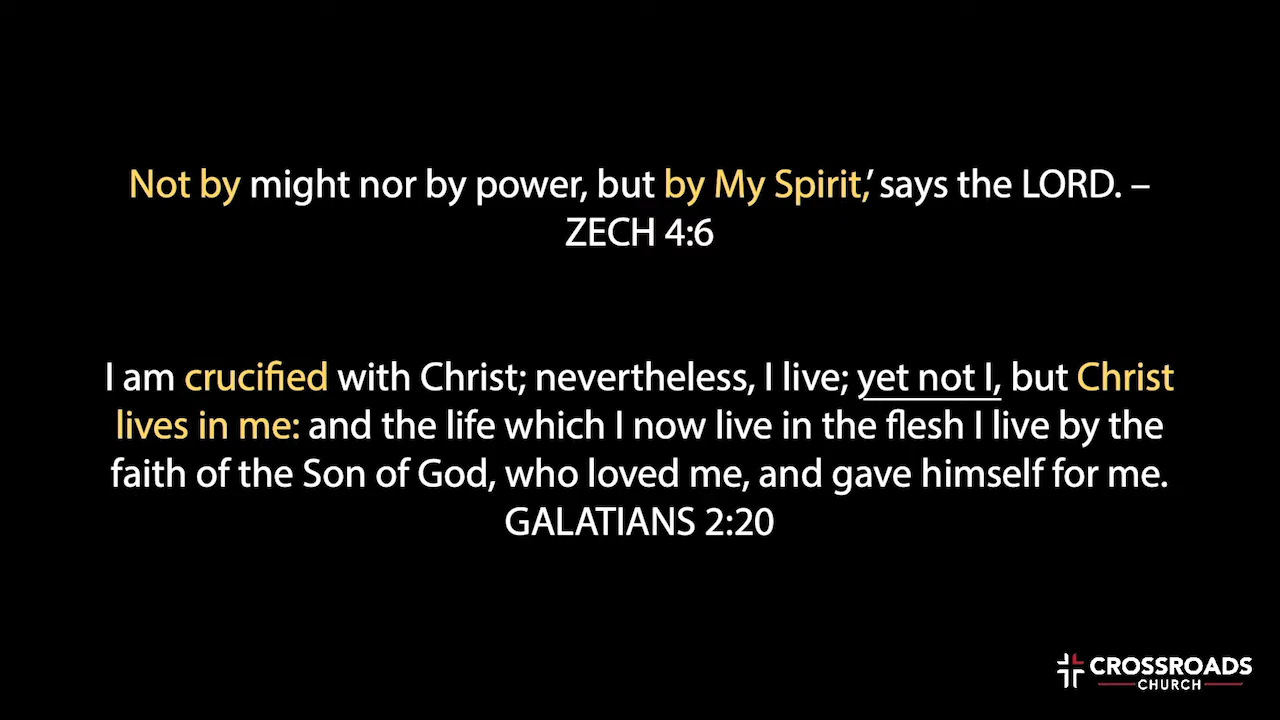 Not by might nor by power, but by My Spirit,’ says the LORD. –
ZECH 4:6
I am crucified with Christ; nevertheless, I live; yet not I, but Christ
lives in me: and the life which I now live in the flesh I live by the
faith of the Son of God, who loved me, and gave himself for me.
GALATIANS 2:20
CROSSROADS
CHURCH